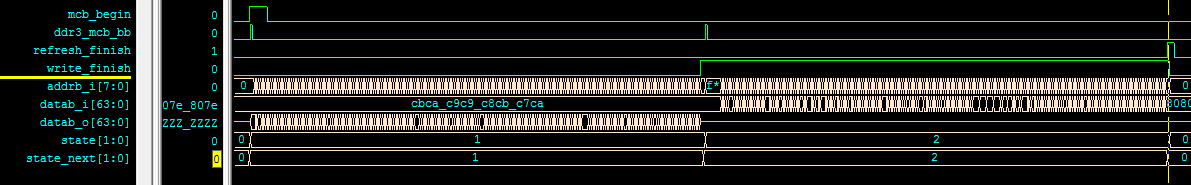 mcb_begin 0
ddr3_mcb_bb 0
refresh_finish 1
write_finish 0
addrb_i[7:0] 0 0 f* 0
datab_i[63:0] 07e_807e cbca_c9c9_c8cb_c7ca 8080
datab_o[63:0] ZZZ_ZZZZ
state[1:0] 0 0 1 2 0
state_next[1:0] 0 0 1 2 0